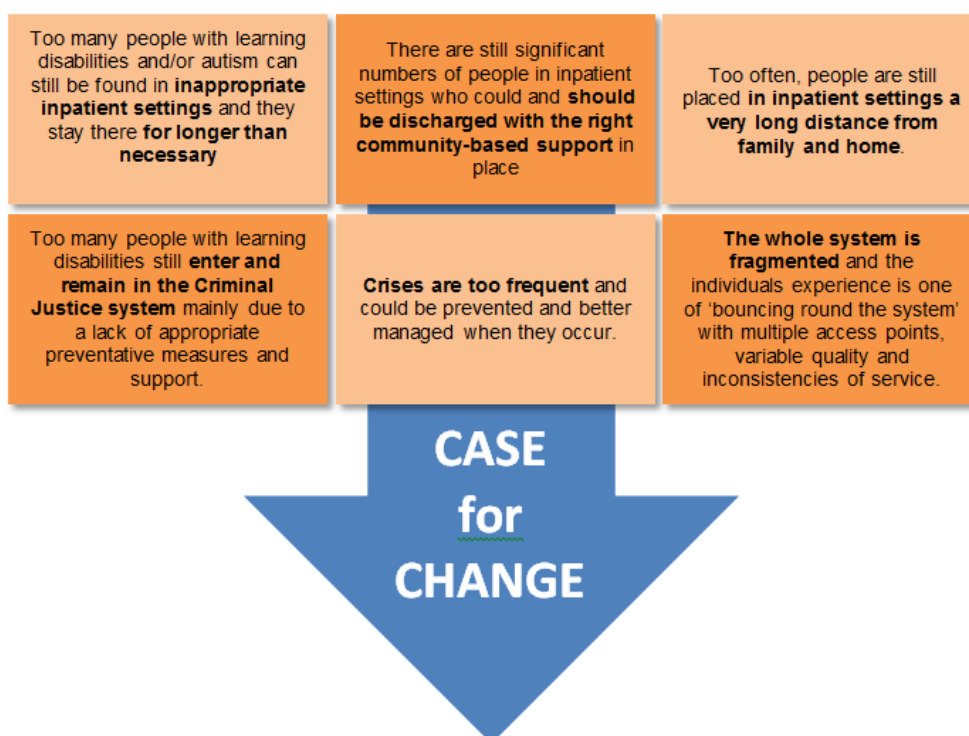 Too many people with learning
disabilities and/or autism can
still be found in inappropriate
inpatient settings and they
stay there for longer than
necessary
There are still significant
numbers of people in inpatient
settings who could and should
be discharged with the right
community-based support in
place
Too often, people are still
placed in inpatient settings a
very long distance from
family and home.
Too many people with learning
disabilities still enter and
remain in the Criminal
Justice system mainly due to
a lack of appropriate
preventative measures and
support.
Crises are too frequent and
could be prevented and better
managed when they occur.
The whole system is
fragmented and the
individuals experience is one
of ‘bouncing round the system’
with multiple access points,
variable quality and
inconsistencies of service.
CASE
for
CHANGE